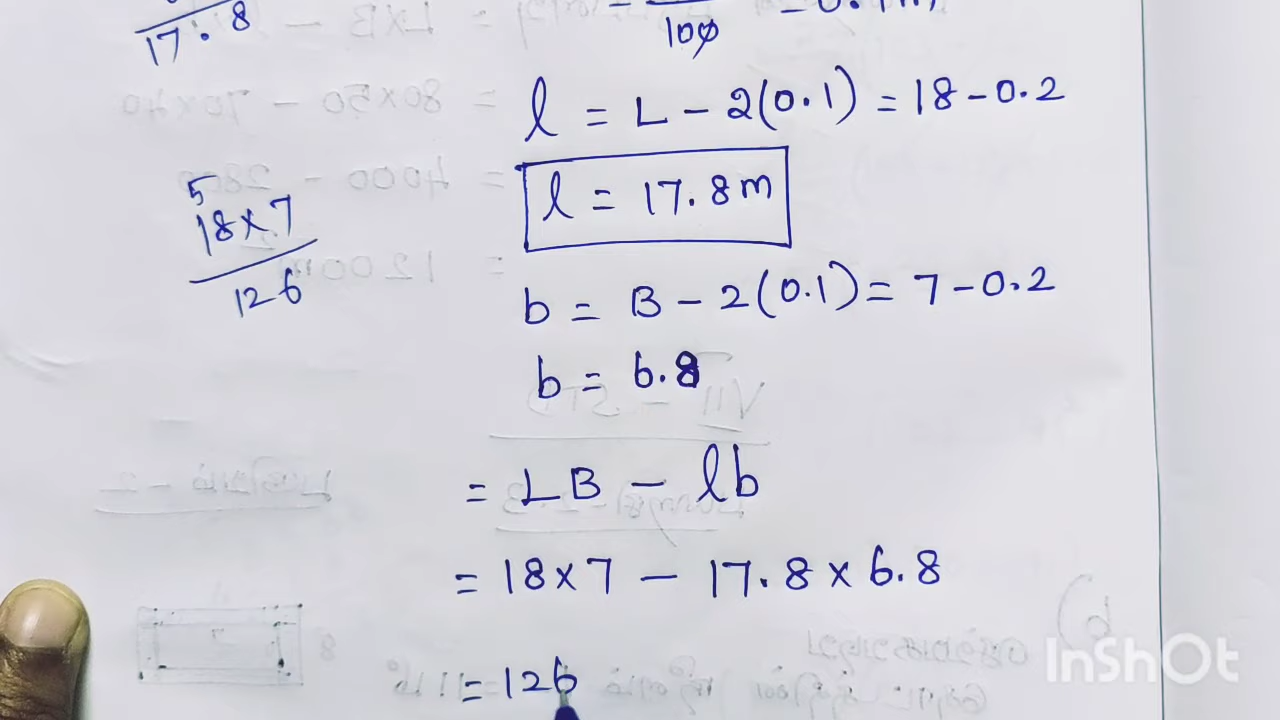 17.8
100
l = L - 2(0.1) = 18 - 0.2
l = 17.8 m
5
18 x 7
126
b = B - 2(0.1) = 7 - 0.2
b = 6.8
= LB - lb
= 18 x 7 - 17.8 x 6.8
= 126
InShOt